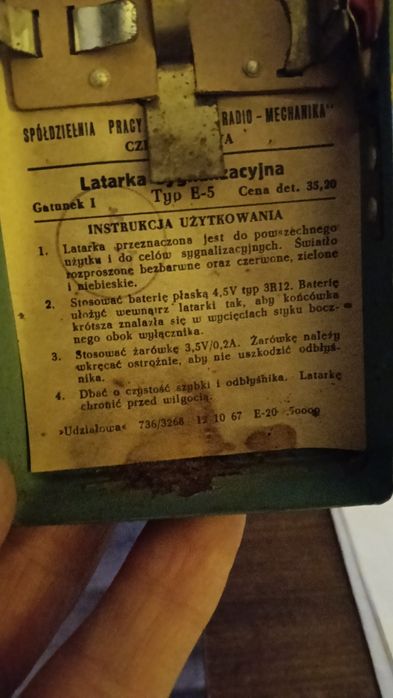 SPÓŁDZIELNIA PRACY RADIO-MECHANIKA"
Latarka Sygnalizacyjna
Gatunek I Typ E-5 Cena det. 35,20
INSTRUKCJA UŻYTKOWANIA
1. Latarka przeznaczona jest do powszechnego
użytku i do celów sygnalizacyjnych. Światło
rozproszone bezbarwne oraz czerwone, zielone
i niebieskie.
2. Stosować baterię płaską 4,5V typ 3R12. Baterię
ułożyć wewnątrz latarki tak, aby końcówka
krótsza znalazła się w wycięciach styku bocz-
nego obok wyłącznika.
3. Stosować żarówkę 3,5V/0,2A. Żarówkę należy
wkręcać ostrożnie, aby nie uszkodzić odbłyś-
nika.
4. Dbać o czystość szybki i odbłyśnika. Latarkę
chronić przed wilgocią.
»Udziałowa« 736/3268 12 10 67 E-20 50000